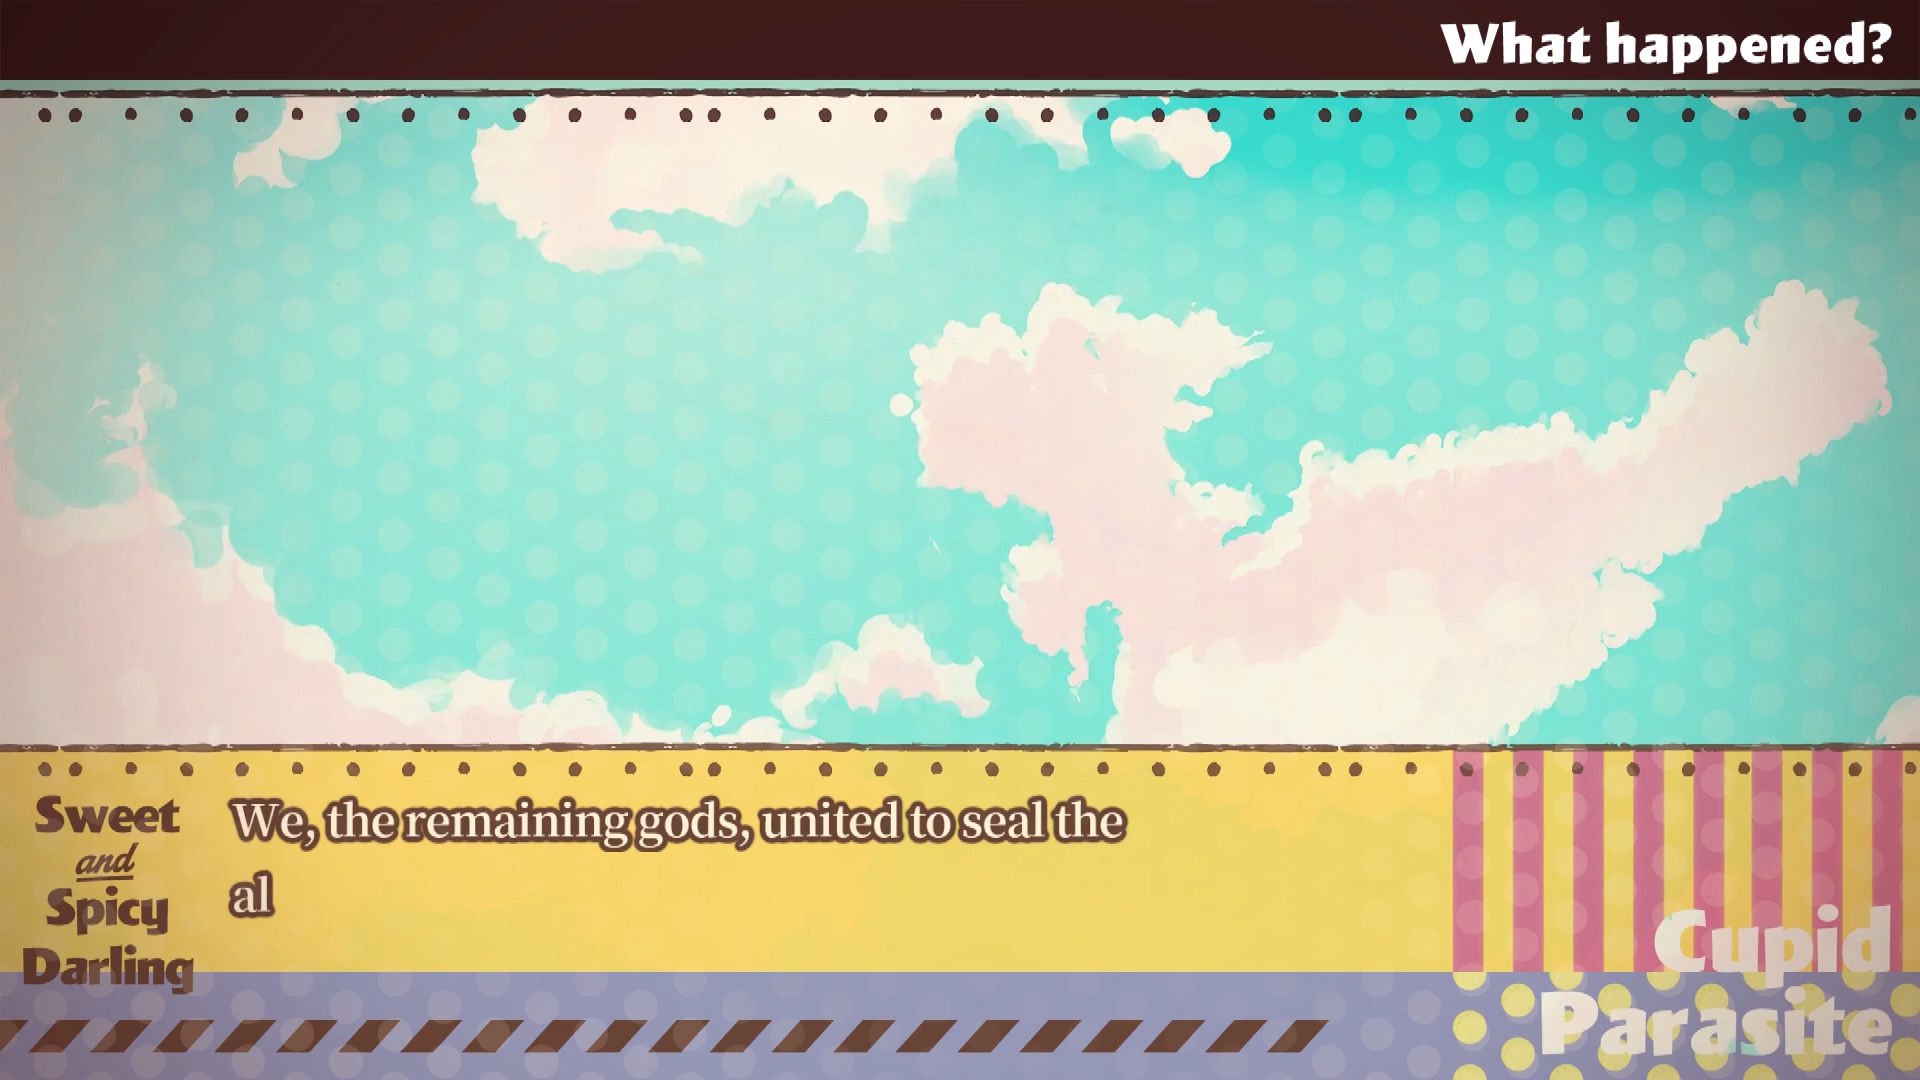 What happened?
Sweet
and
Spicy
Darling
We, the remaining gods, united to seal the
al
Cupid
Parasite